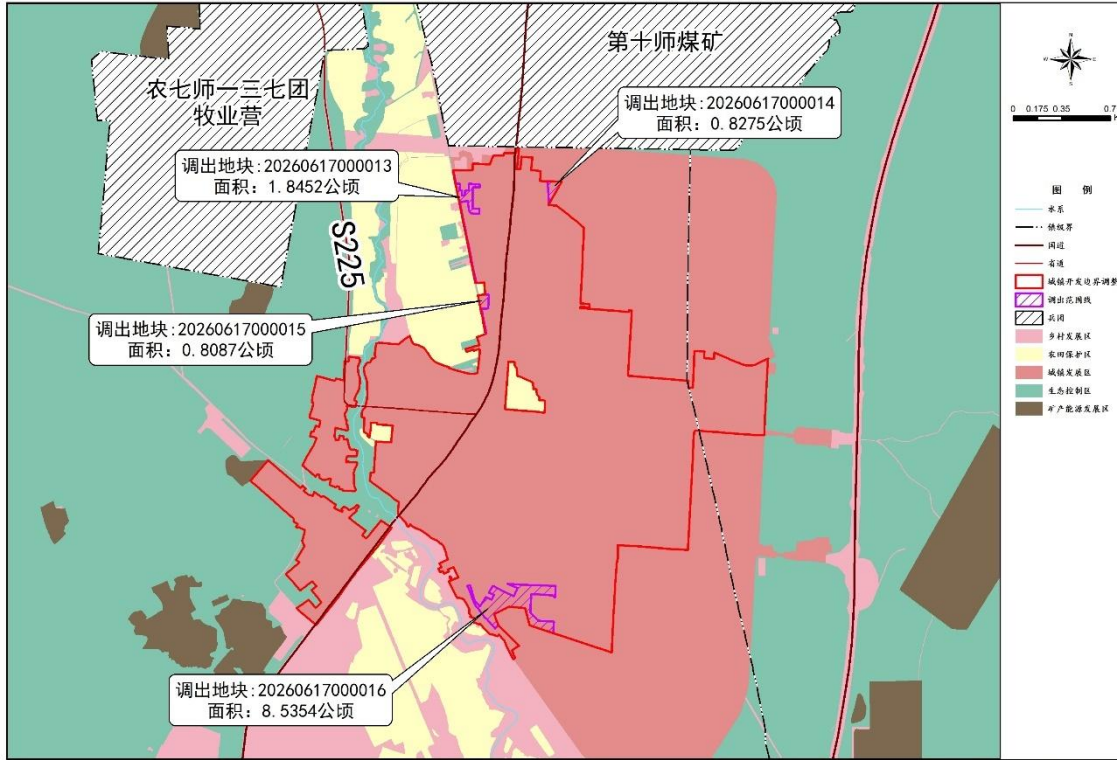 第十师煤矿
农七师一三七团
牧业营
调出地块:20260617000014
面积：0.8275公顷
调出地块:20260617000013
面积：1.8452公顷
S225
调出地块:20260617000015
面积：0.8087公顷
调出地块:20260617000016
面积：8.5354公顷
N
W
E
S
0 0.175 0.35 0.7
图 例
水系
镇级界
国道
省道
城镇开发边界调整
调出范围线
兵团
乡村发展区
农田保护区
城镇发展区
生态控制区
矿产能源发展区